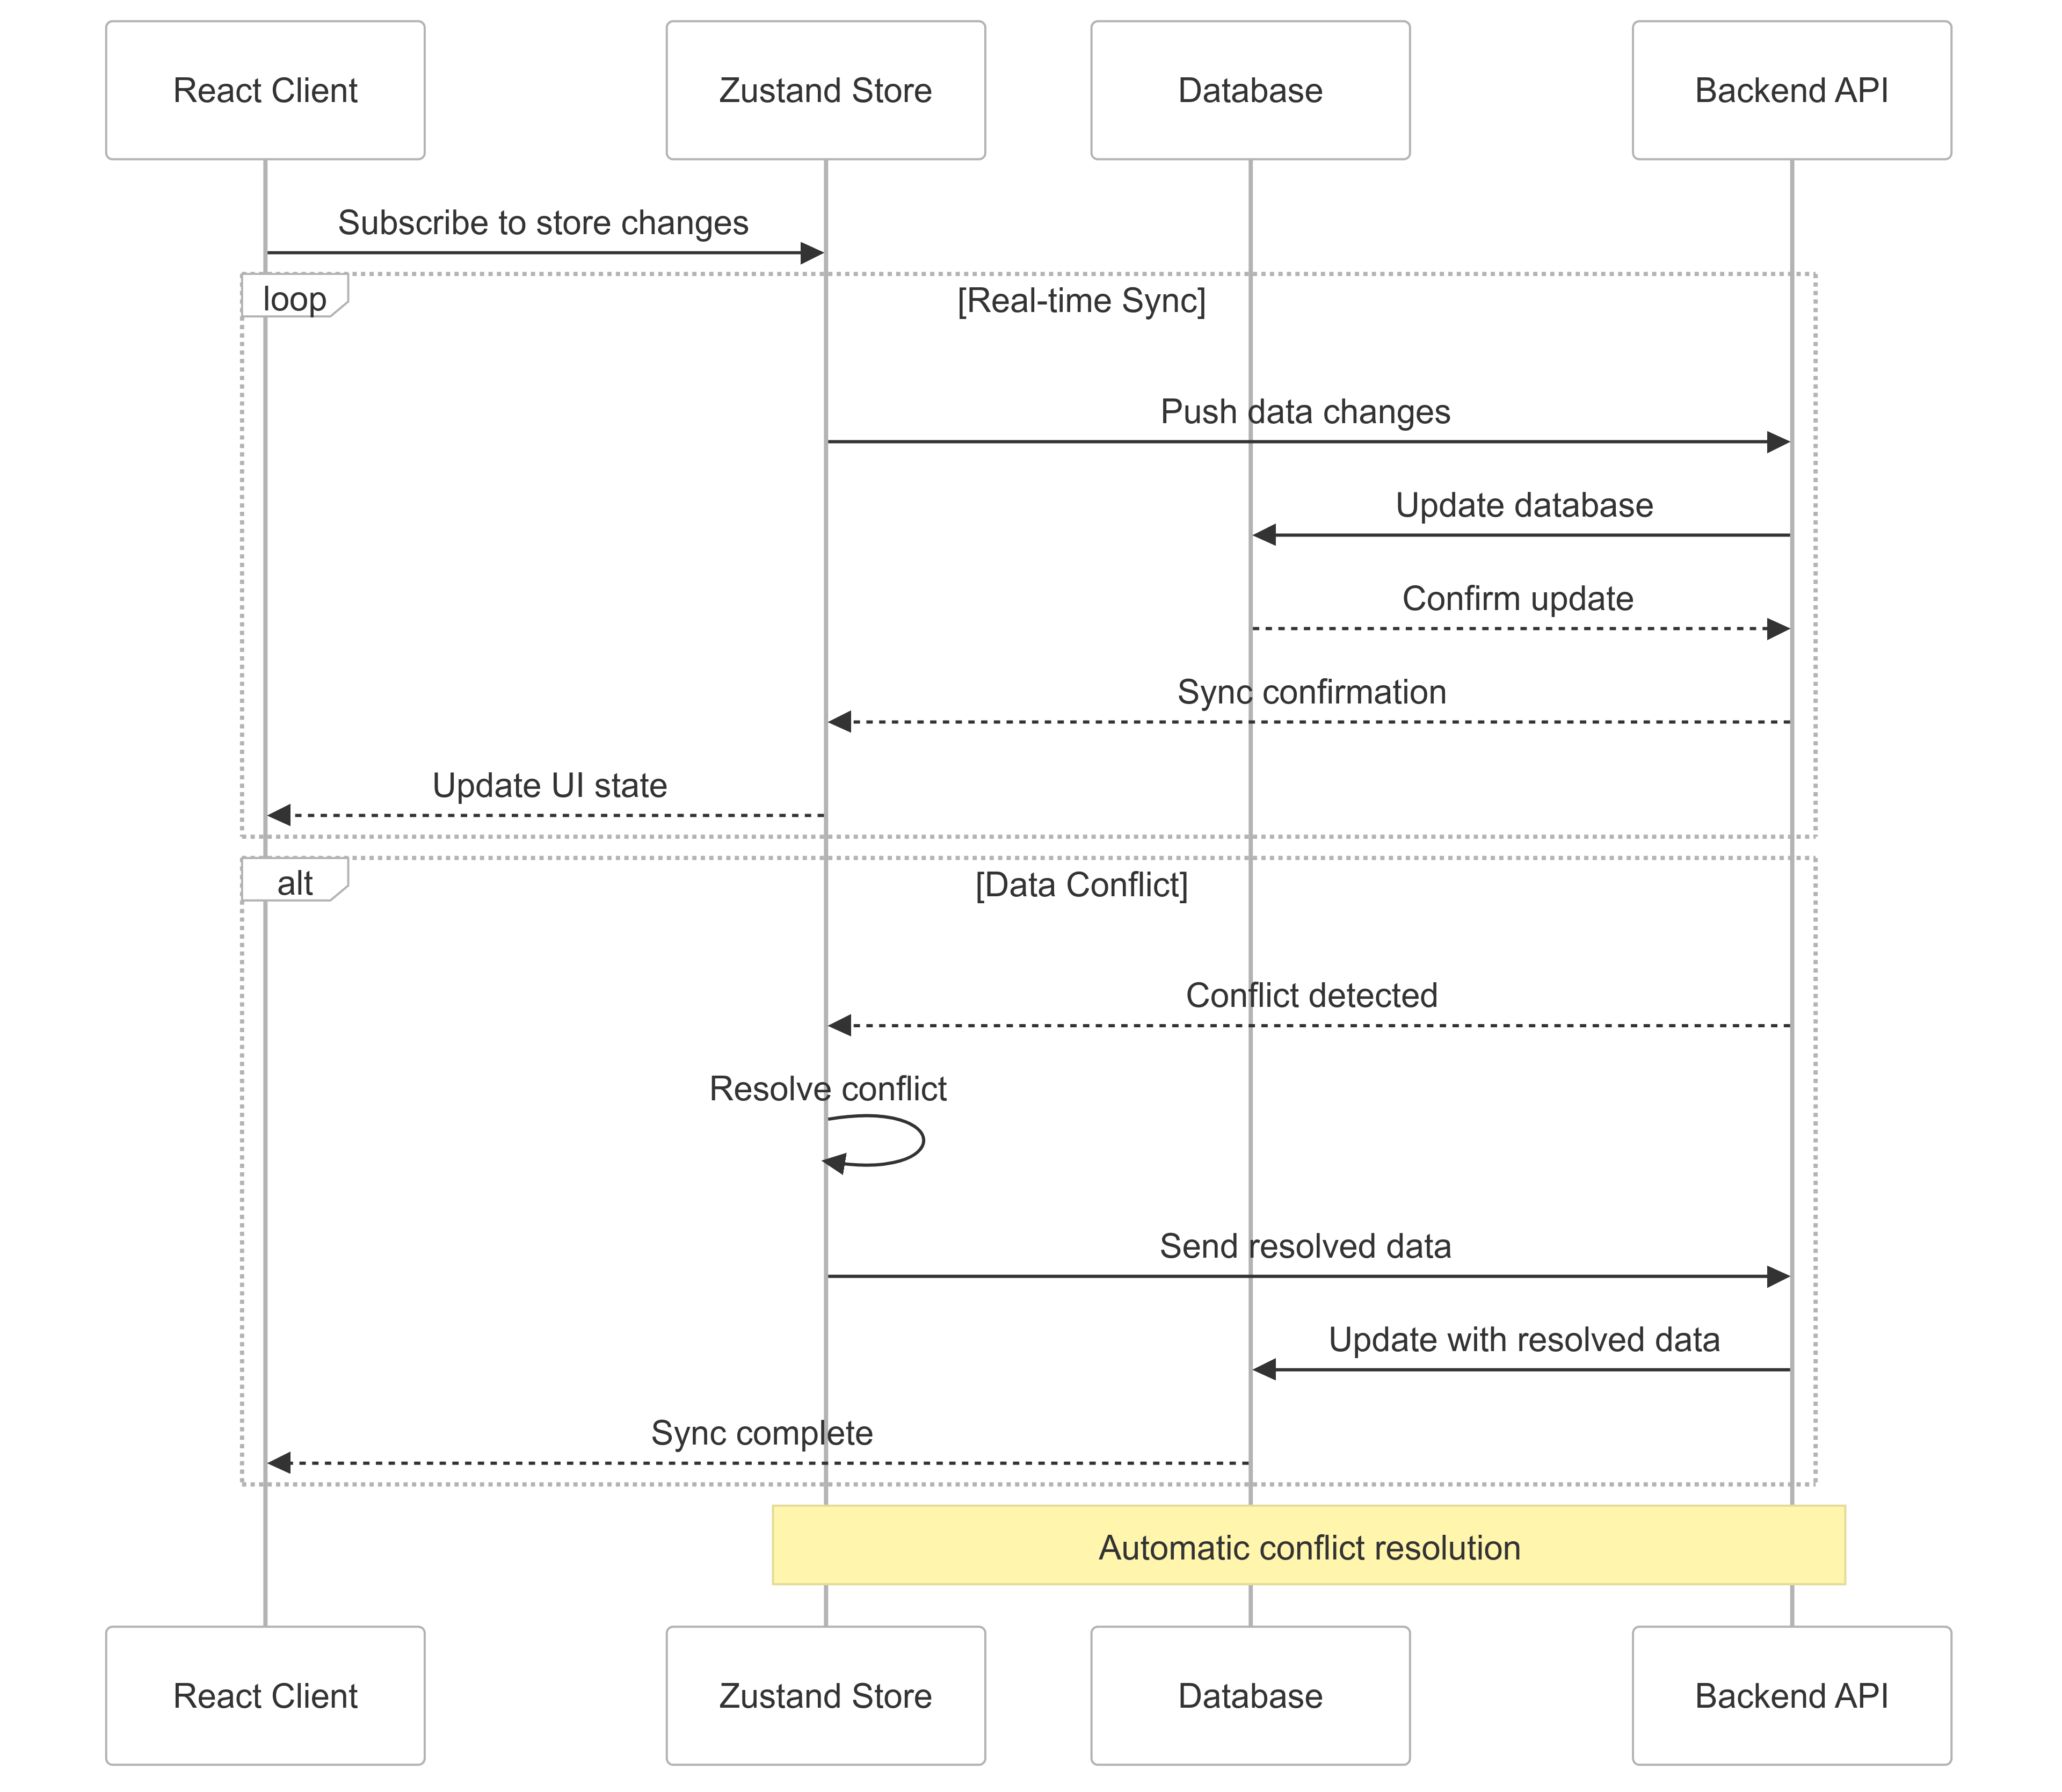 React Client
Zustand Store
Database
Backend API
Subscribe to store changes
loop
[Real-time Sync]
Push data changes
Update database
Confirm update
Sync confirmation
Update UI state
alt
[Data Conflict]
Conflict detected
Resolve conflict
Send resolved data
Update with resolved data
Sync complete
Automatic conflict resolution
React Client
Zustand Store
Database
Backend API